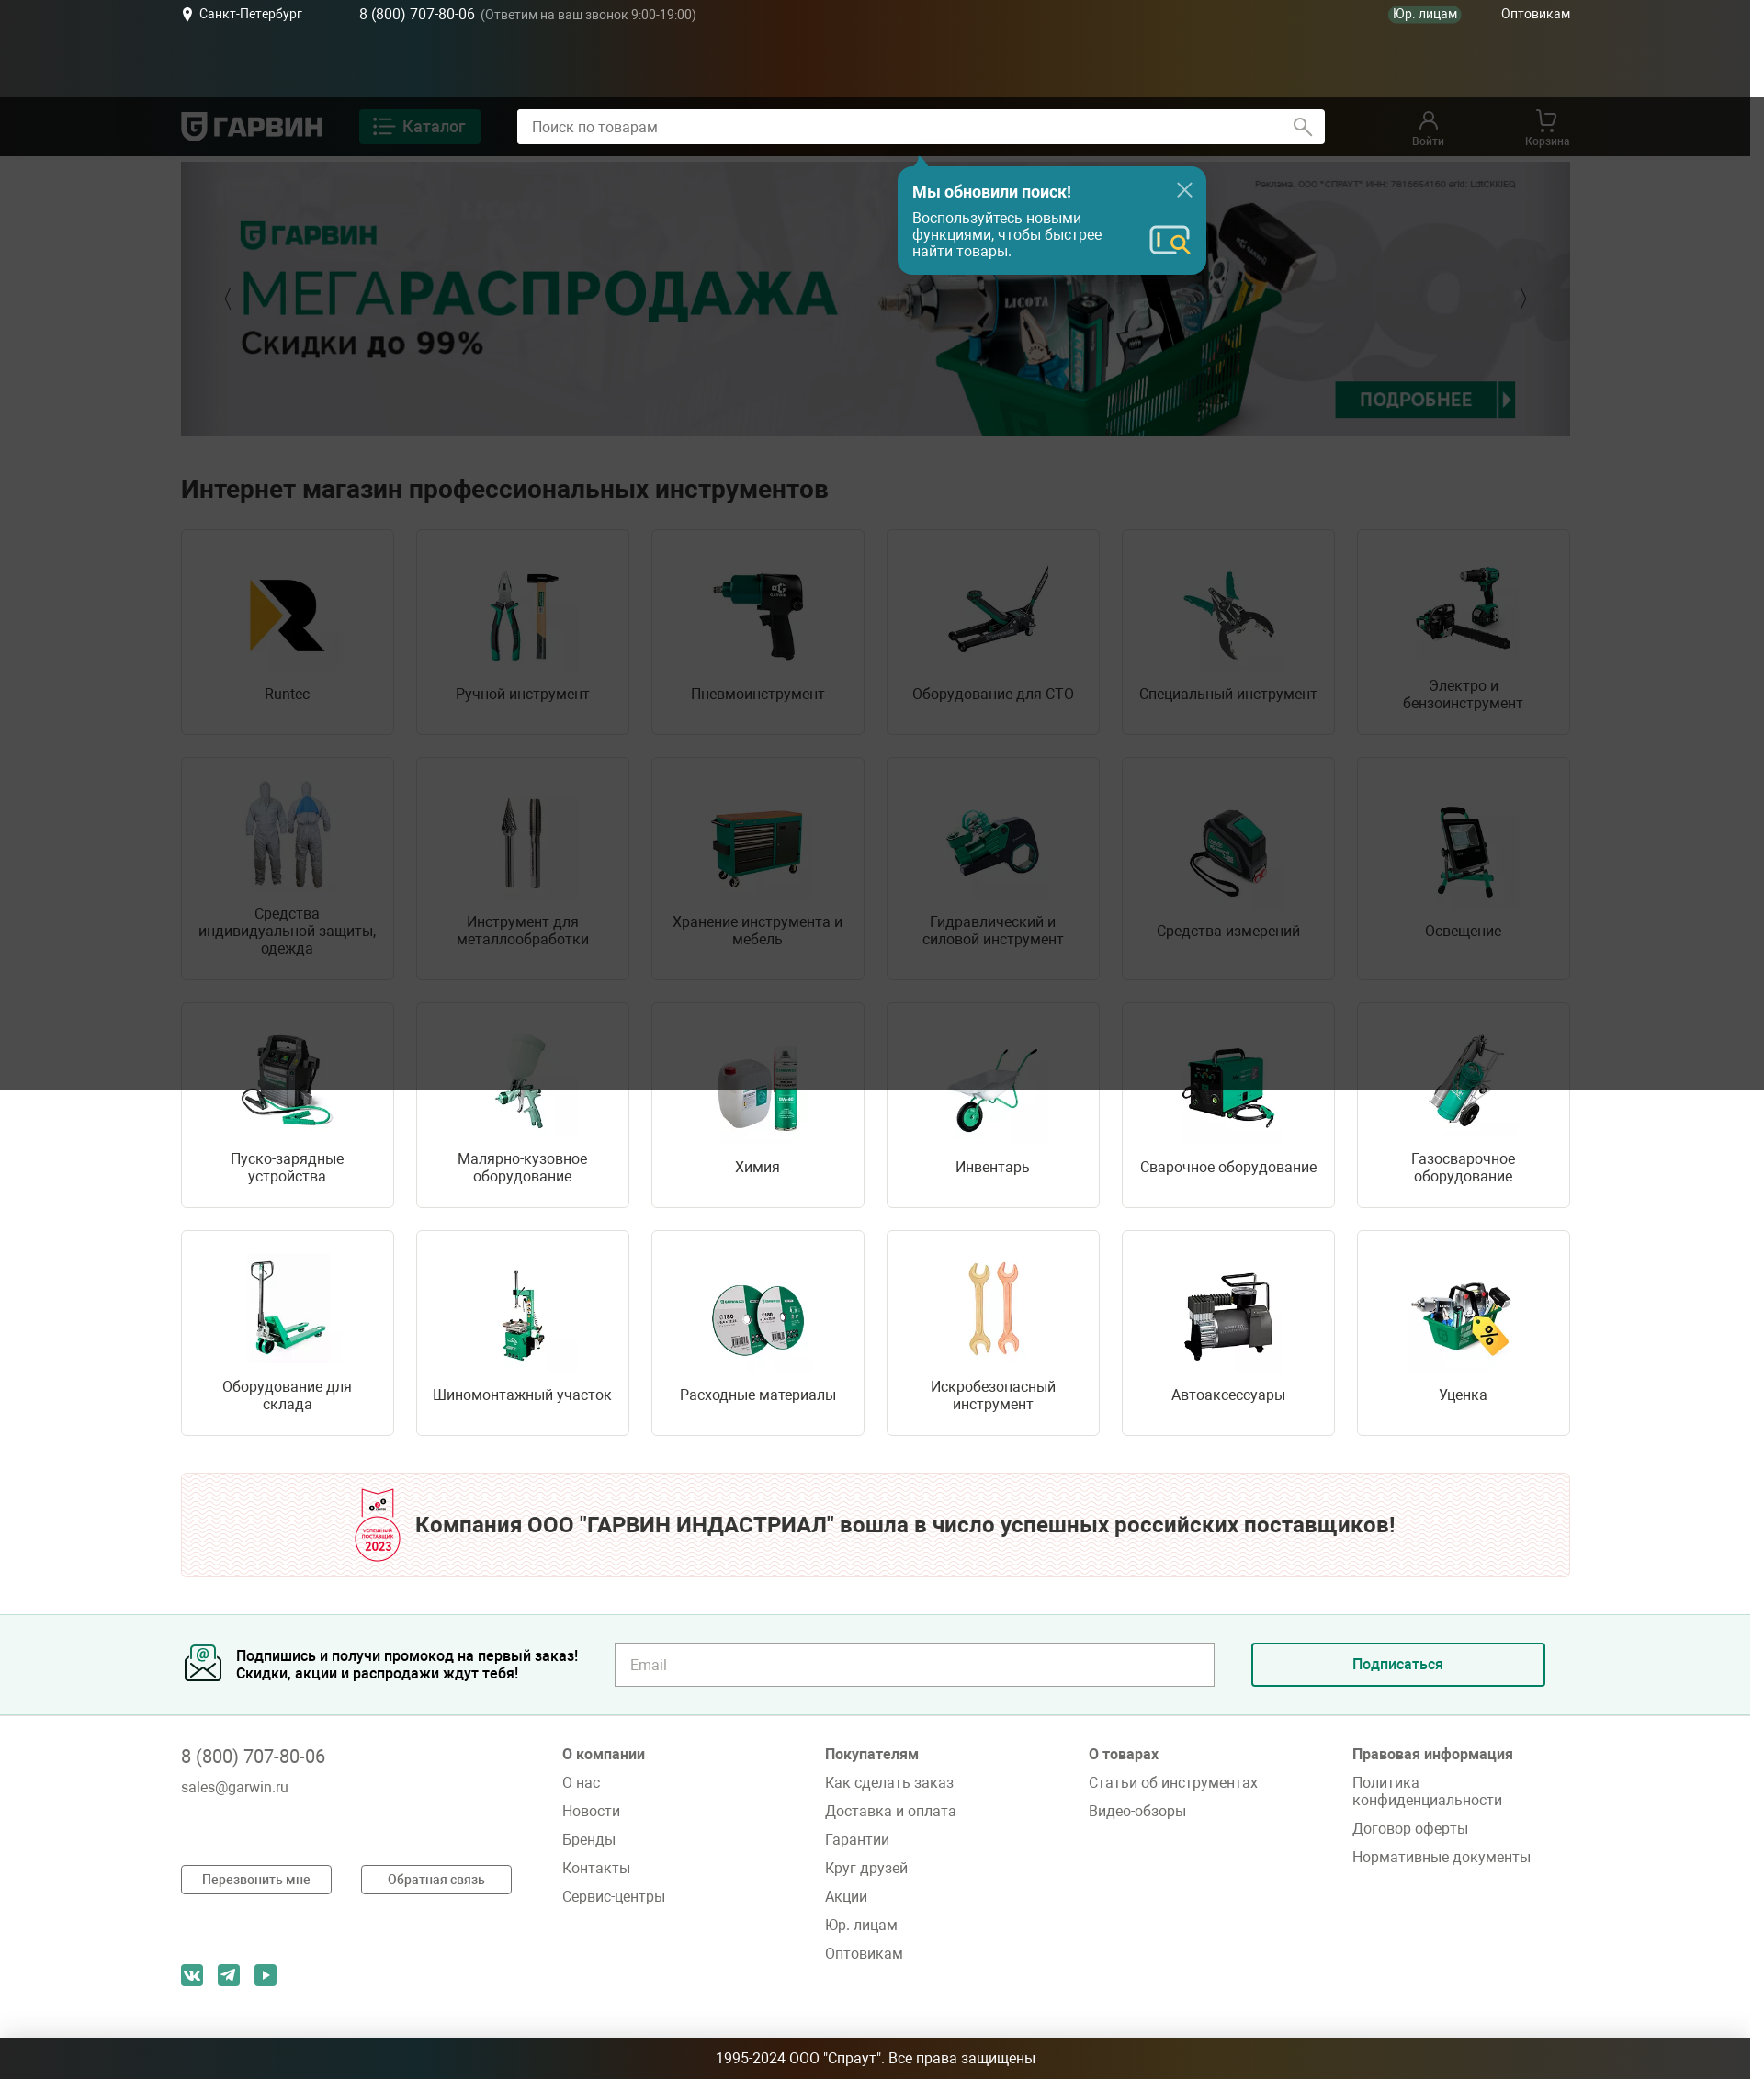 Санкт-Петербург
8 (800) 707-80-06 (Ответим на ваш звонок 9:00-19:00)
Юр. лицам
Оптовикам
ГАРВИН
Каталог
Поиск по товарам
Войти
Корзина
Мы обновили поиск!
Воспользуйтесь новыми
функциями, чтобы быстрее
найти товары.
Реклама. ООО "СПРАУТ" ИНН: 7816654160
ГАРВИН
МЕГАРАСПРОДАЖА
Скидки до 99%
LICOTA
ПОДРОБНЕЕ
Интернет магазин профессиональных инструментов
Runtec
Ручной инструмент
Пневмоинструмент
Оборудование для СТО
Специальный инструмент
Электро и
бензоинструмент
Средства
индивидуальной защиты,
одежда
Инструмент для
металлообработки
Хранение инструмента и
мебель
Гидравлический и
силовой инструмент
Средства измерений
Освещение
Пуско-зарядные
устройства
Малярно-кузовное
оборудование
Химия
Инвентарь
Сварочное оборудование
Газосварочное
оборудование
Оборудование для
склада
Шиномонтажный участок
Расходные материалы
Искробезопасный
инструмент
Автоаксессуары
Уценка
УСПЕШНЫЙ
ПОСТАВЩИК
2023
Компания ООО "ГАРВИН ИНДАСТРИАЛ" вошла в число успешных российских поставщиков!
Подпишись и получи промокод на первый заказ!
Скидки, акции и распродажи ждут тебя!
Email
Подписаться
8 (800) 707-80-06
sales@garwin.ru
Перезвонить мне
Обратная связь
О компании
О нас
Новости
Бренды
Контакты
Сервис-центры
Покупателям
Как сделать заказ
Доставка и оплата
Гарантии
Круг друзей
Акции
Юр. лицам
Оптовикам
О товарах
Статьи об инструментах
Видео-обзоры
Правовая информация
Политика
конфиденциальности
Договор оферты
Нормативные документы
1995-2024 ООО "Спраут". Все права защищены